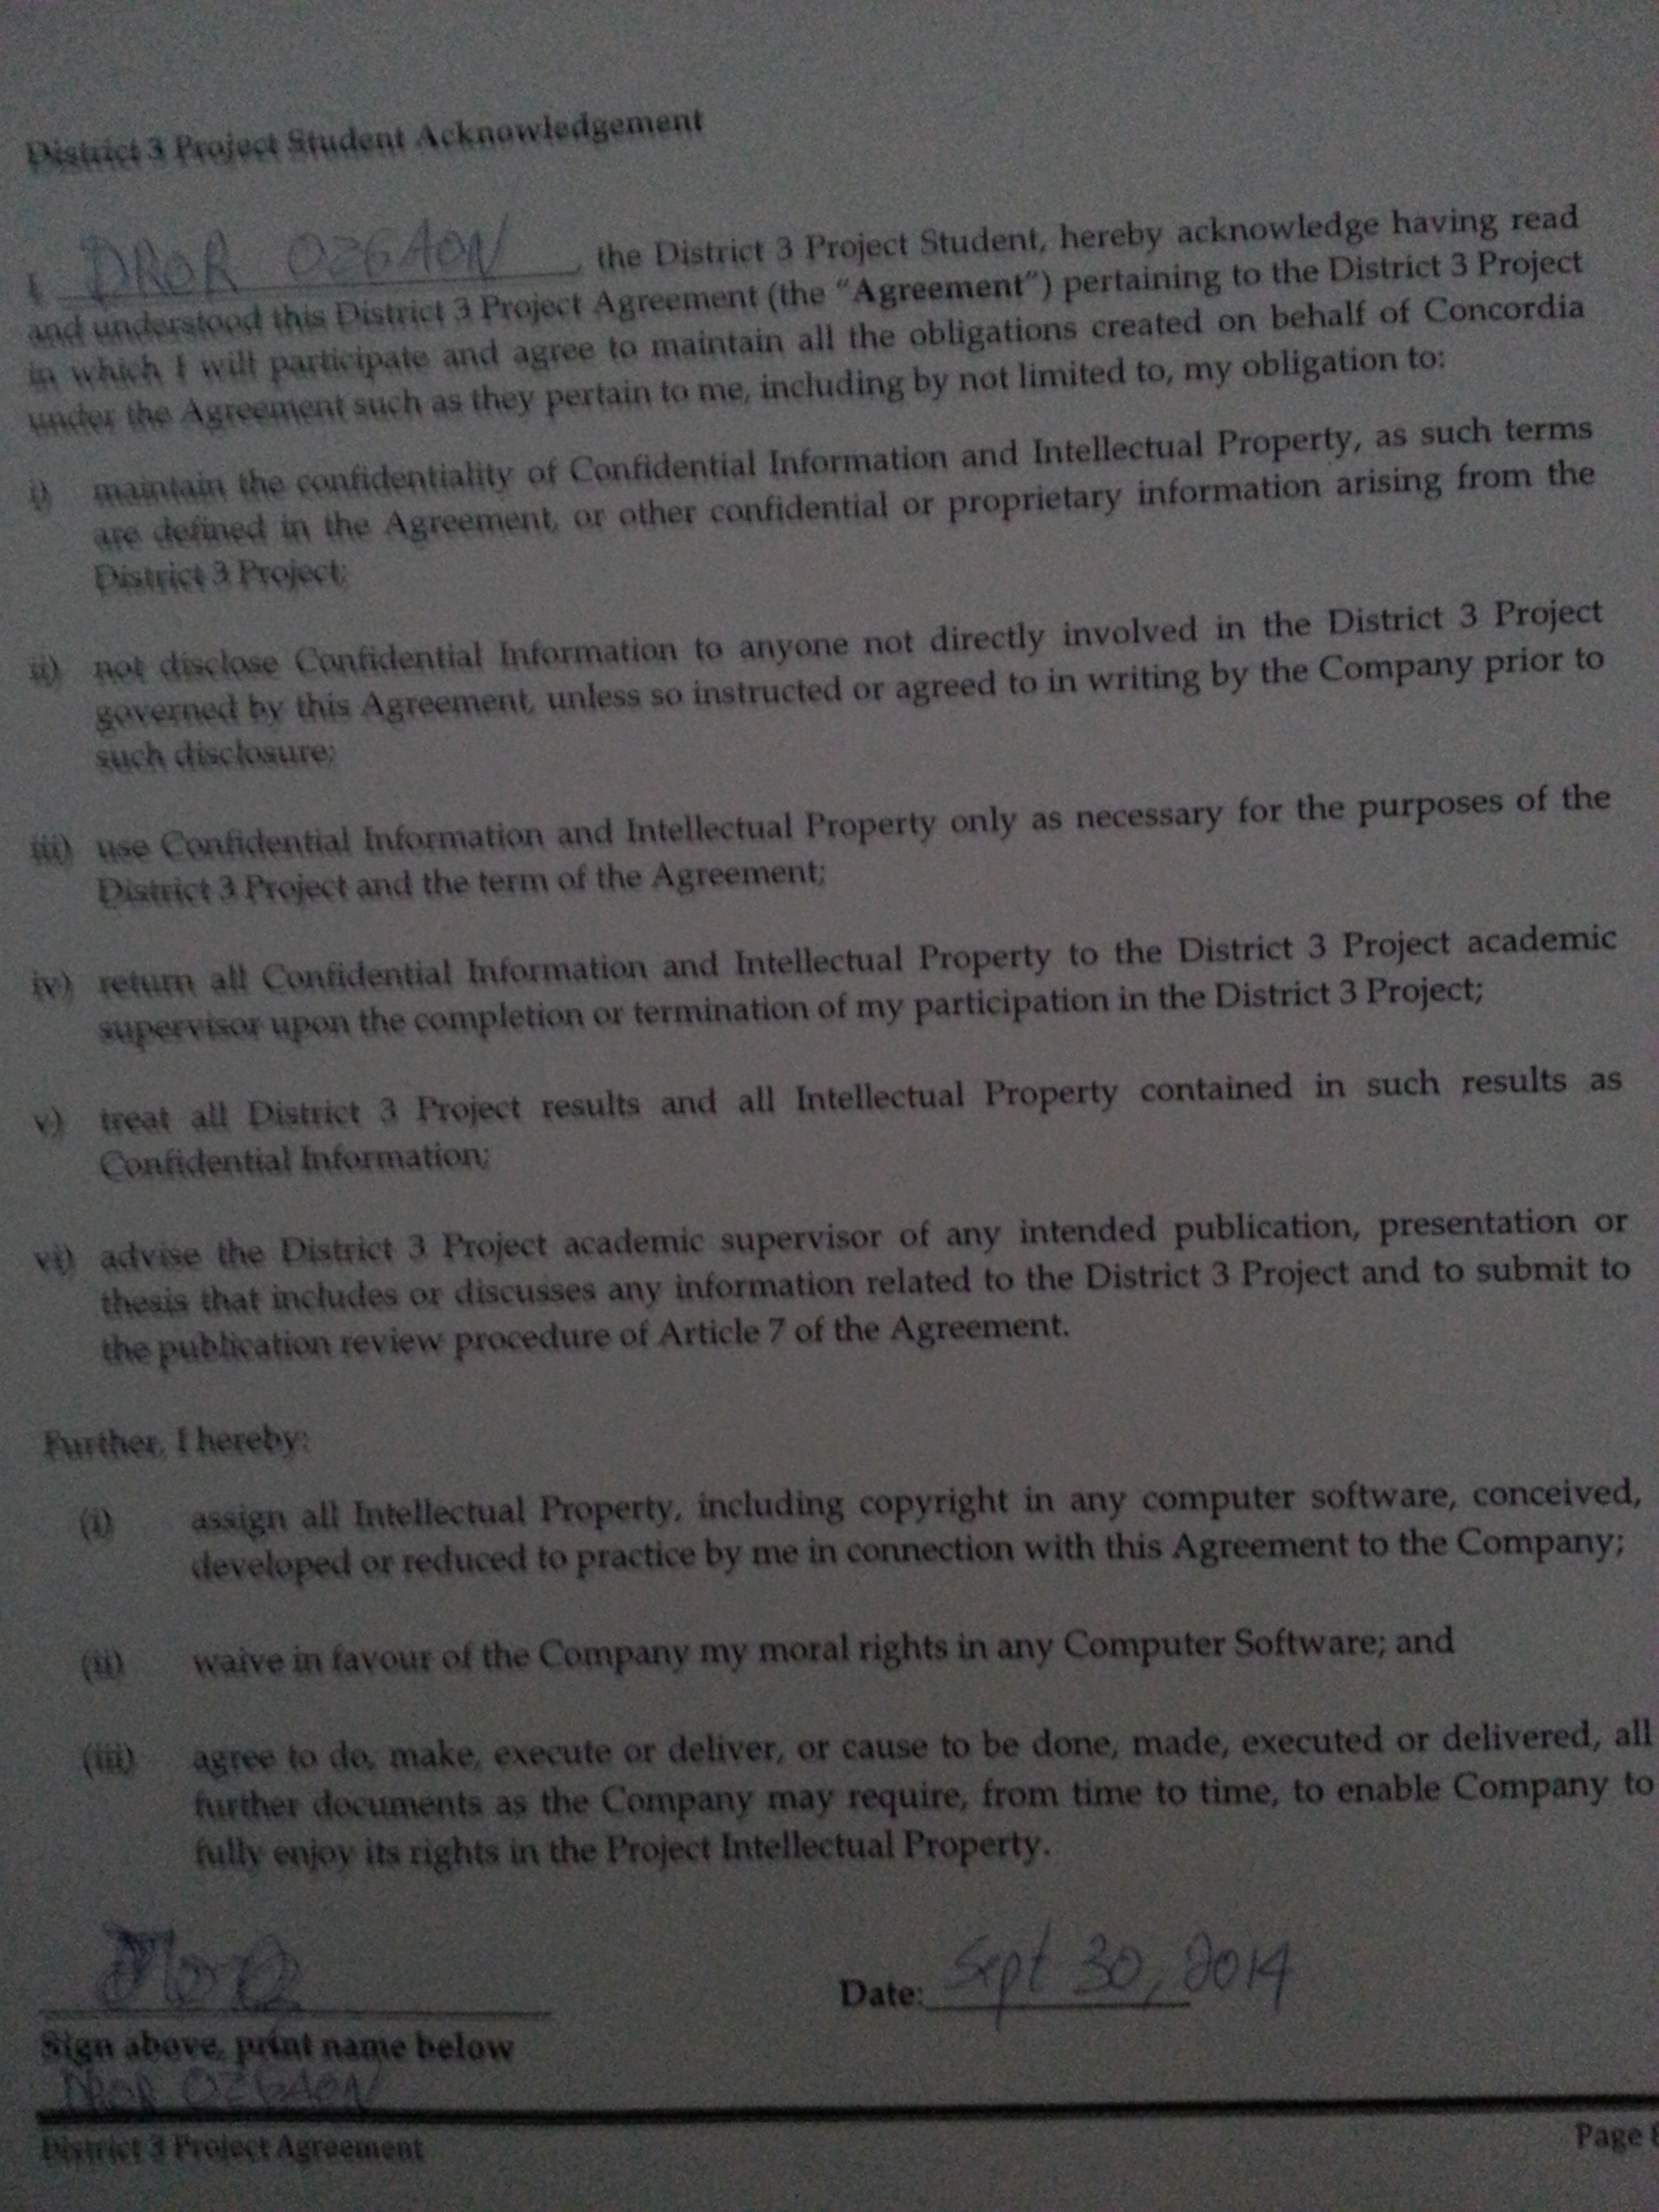 District 3 Project Student Acknowledgement
I, DROR OZGAON, the District 3 Project Student, hereby acknowledge having read
and understood this District 3 Project Agreement (the “Agreement”) pertaining to the District 3 Project
in which I will participate and agree to maintain all the obligations created on behalf of Concordia
under the Agreement such as they pertain to me, including by not limited to, my obligation to:
i) maintain the confidentiality of Confidential Information and Intellectual Property, as such terms
are defined in the Agreement, or other confidential or proprietary information arising from the
District 3 Project;
ii) not disclose Confidential Information to anyone not directly involved in the District 3 Project
governed by this Agreement, unless so instructed or agreed to in writing by the Company prior to
such disclosure;
iii) use Confidential Information and Intellectual Property only as necessary for the purposes of the
District 3 Project and the term of the Agreement;
iv) return all Confidential Information and Intellectual Property to the District 3 Project academic
supervisor upon the completion or termination of my participation in the District 3 Project;
v) treat all District 3 Project results and all Intellectual Property contained in such results as
Confidential Information;
vi) advise the District 3 Project academic supervisor of any intended publication, presentation or
thesis that includes or discusses any information related to the District 3 Project and to submit to
the publication review procedure of Article 7 of the Agreement.
Further, I hereby:
(i) assign all Intellectual Property, including copyright in any computer software, conceived,
developed or reduced to practice by me in connection with this Agreement to the Company;
(ii) waive in favour of the Company my moral rights in any Computer Software; and
(iii) agree to do, make, execute or deliver, or cause to be done, made, executed or delivered, all
further documents as the Company may require, from time to time, to enable Company to
fully enjoy its rights in the Project Intellectual Property.
Date: Sept 30, 2014
Sign above, print name below
DROR OZGAON
District 3 Project Agreement
Page